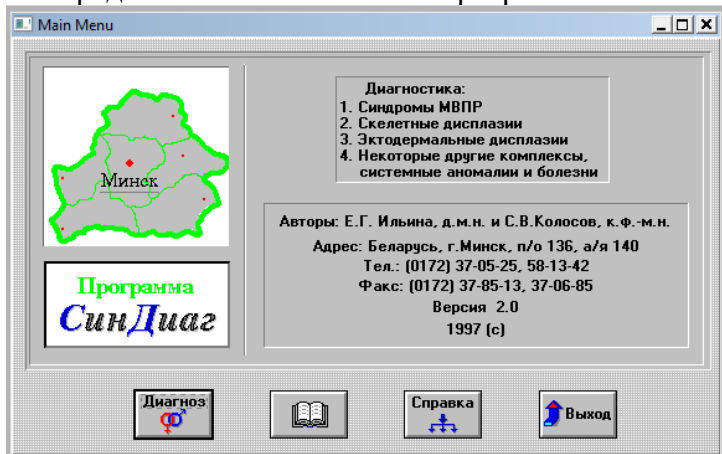 Main Menu
Минск
Программа
СинДиаг
Диагностика:
1. Синдромы МВПР
2. Скелетные дисплазии
3. Эктодермальные дисплазии
4. Некоторые другие комплексы,
системные аномалии и болезни
Авторы: Е.Г. Ильина, д.м.н. и С.В.Колосов, к.ф.-м.н.
Адрес: Беларусь, г.Минск, п/о 136, а/я 140
Тел.: (0172) 37-05-25, 58-13-42
Факс: (0172) 37-85-13, 37-06-85
Версия 2.0
1997 (c)
Диагноз
Справка
Выход